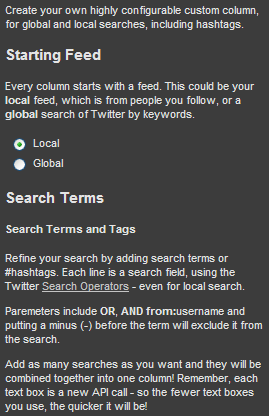 Create your own highly configurable custom column,
for global and local searches, including hashtags.
Starting Feed
Every column starts with a feed. This could be your
local feed, which is from people you follow, or a
global search of Twitter by keywords.
Local
Global
Search Terms
Search Terms and Tags
Refine your search by adding search terms or
#hashtags. Each line is a search field, using the
Twitter Search Operators - even for local search.
Paremeters include OR, AND from:username and
putting a minus (-) before the term will exclude it from
the search.
Add as many searches as you want and they will be
combined together into one column! Remember, each
text box is a new API call - so the fewer text boxes
you use, the quicker it will be!